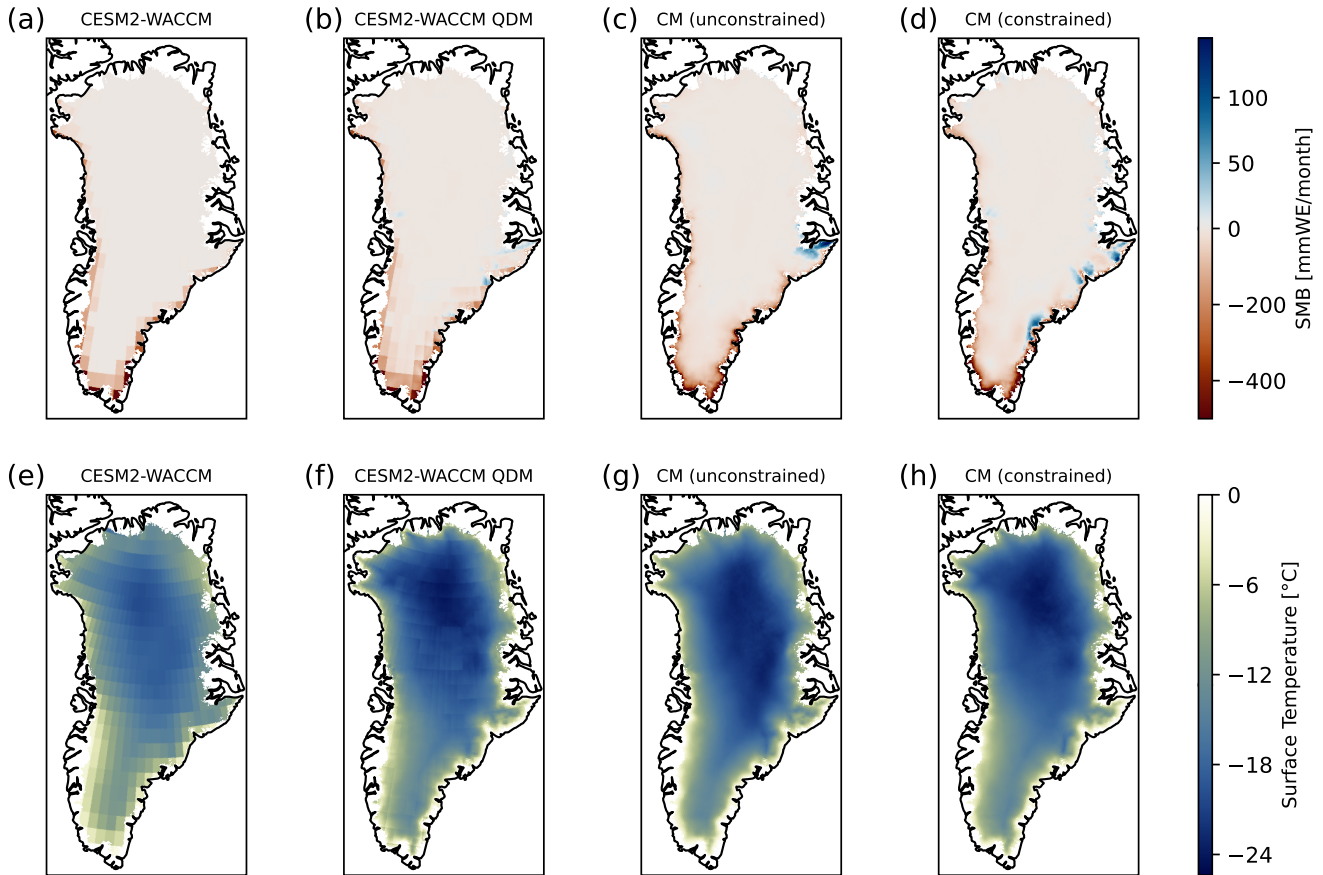 (a) CESM2-WACCM
(b) CESM2-WACCM QDM
(c) CM (unconstrained)
(d) CM (constrained)
100
50
0
−200
−400
SMB [mmWE/month]
(e) CESM2-WACCM
(f) CESM2-WACCM QDM
(g) CM (unconstrained)
(h) CM (constrained)
0
−6
−12
−18
−24
Surface Temperature [°C]